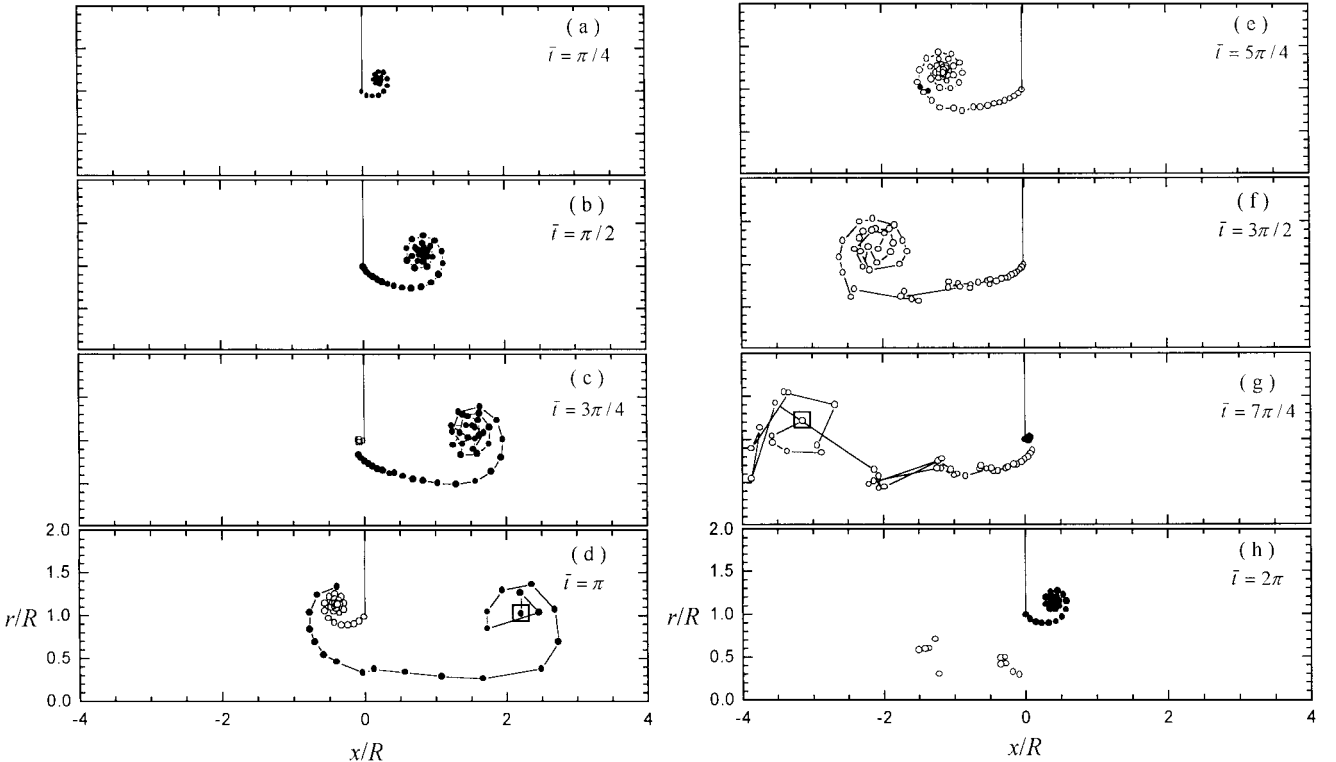 (a)
t̄ = π/4
(b)
t̄ = π/2
(c)
t̄ = 3π/4
2.0
1.5
1.0
0.5
0.0
r/R
(d)
t̄ = π
-4 -2 0 2 4
x/R
(e)
t̄ = 5π/4
(f)
t̄ = 3π/2
(g)
t̄ = 7π/4
2.0
1.5
1.0
0.5
0.0
r/R
(h)
t̄ = 2π
-4 -2 0 2 4
x/R